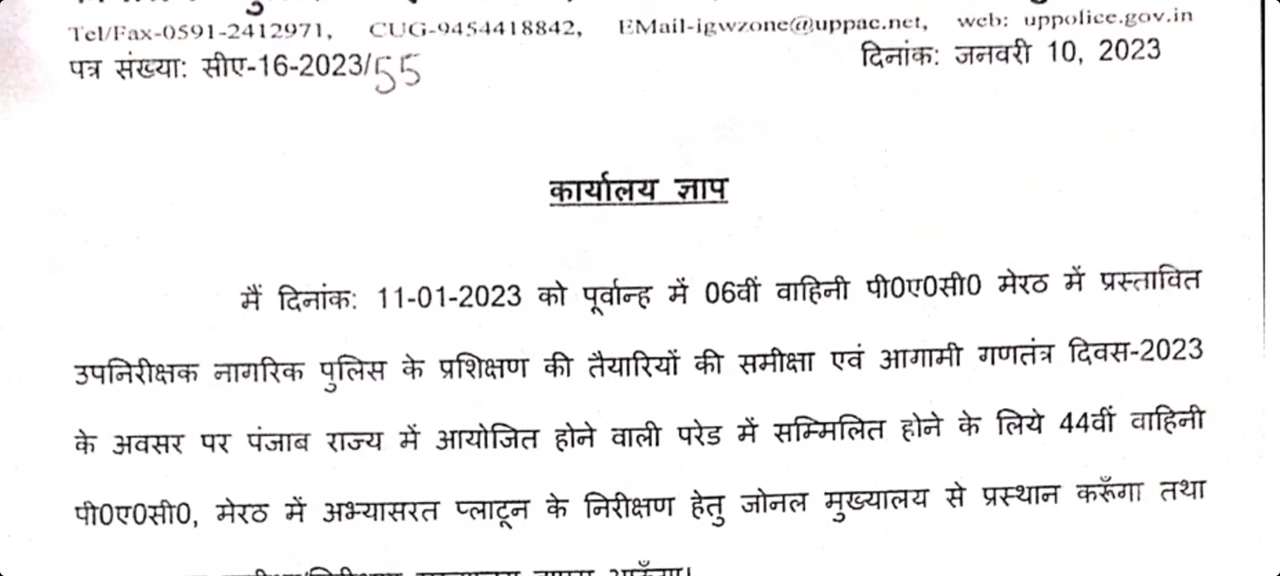 Tel/Fax-0591-2412971, CUG-9454418842, EMail-igwzone@uppac.net, web: uppolice.gov.in
पत्र संख्या: सीए-16-2023/55 दिनांक: जनवरी 10, 2023
कार्यालय ज्ञाप
मैं दिनांक: 11-01-2023 को पूर्वान्ह में 06वीं वाहिनी पी0ए0सी0 मेरठ में प्रस्तावित
उपनिरीक्षक नागरिक पुलिस के प्रशिक्षण की तैयारियों की समीक्षा एवं आगामी गणतंत्र दिवस-2023
के अवसर पर पंजाब राज्य में आयोजित होने वाली परेड में सम्मिलित होने के लिये 44वीं वाहिनी
पी0ए0सी0, मेरठ में अभ्यासरत प्लाटून के निरीक्षण हेतु जोनल मुख्यालय से प्रस्थान करूँगा तथा